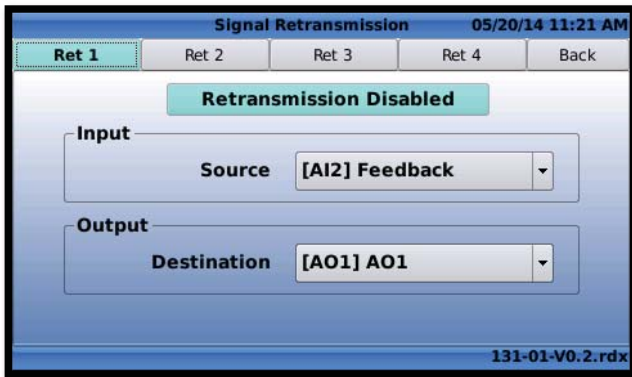 Signal Retransmission 05/20/14 11:21 AM
Ret 1 Ret 2 Ret 3 Ret 4 Back
Retransmission Disabled
Input
Source [AI2] Feedback
Output
Destination [AO1] AO1
131-01-V0.2.rdx